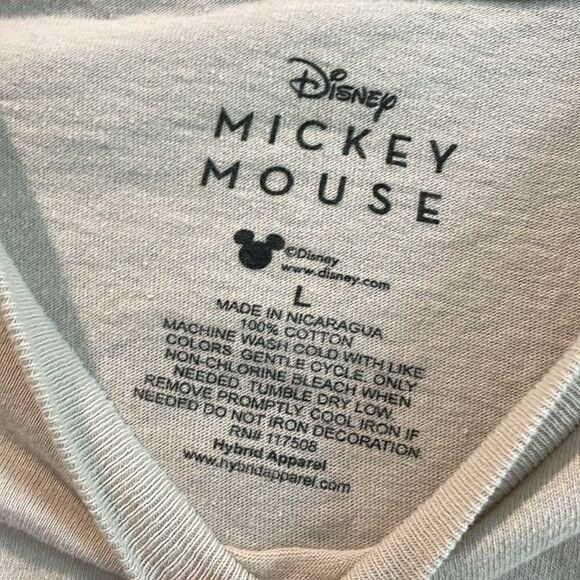 Disney
MICKEY
MOUSE
©Disney
www.disney.com
L
MADE IN NICARAGUA
100% COTTON
MACHINE WASH COLD WITH LIKE
COLORS. GENTLE CYCLE. ONLY
NON-CHLORINE BLEACH WHEN
NEEDED. TUMBLE DRY LOW.
REMOVE PROMPTLY. COOL IRON IF
NEEDED DO NOT IRON DECORATION.
RN# 117508
Hybrid Apparel
www.hybridapparel.com